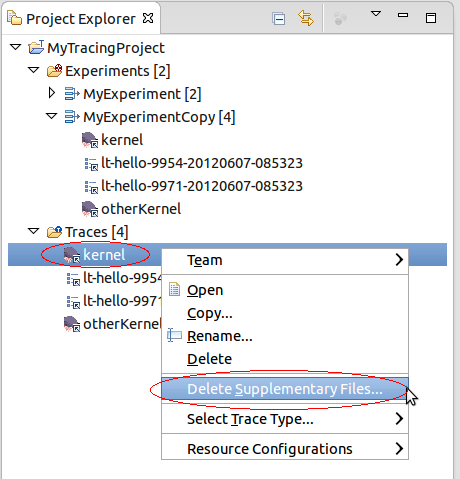 Project Explorer
MyTracingProject
Experiments [2]
MyExperiment [2]
MyExperimentCopy [4]
kernel
lt-hello-9954-20120607-085323
lt-hello-9971-20120607-085323
otherKernel
Traces [4]
kernel
lt-hello-9954
lt-hello-9971
otherKerne
Team
Open
Copy...
Rename...
Delete
Delete Supplementary Files...
Select Trace Type...
Resource Configurations